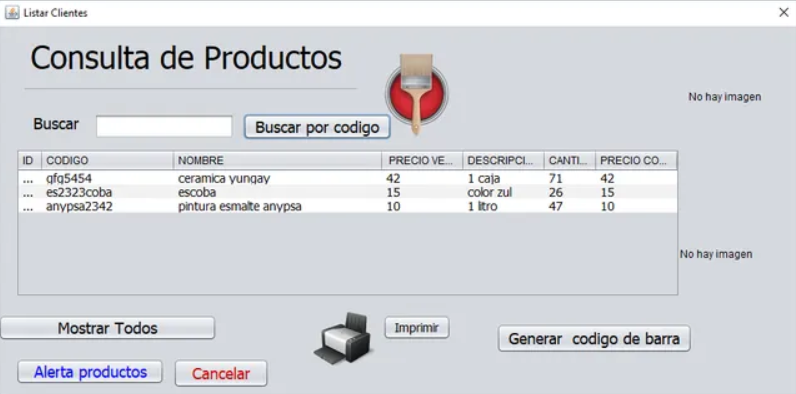 Listar Clientes
Consulta de Productos
No hay imagen
Buscar
Buscar por codigo
ID CODIGO NOMBRE PRECIO VE... DESCRIPCI... CANTI... PRECIO CO...
... qfq5454 ceramica yungay 42 1 caja 71 42
... es2323coba escoba 15 color zul 26 15
... anypsa2342 pintura esmalte anypsa 10 1 litro 47 10
No hay imagen
Mostrar Todos
Imprimir
Generar codigo de barra
Alerta productos
Cancelar